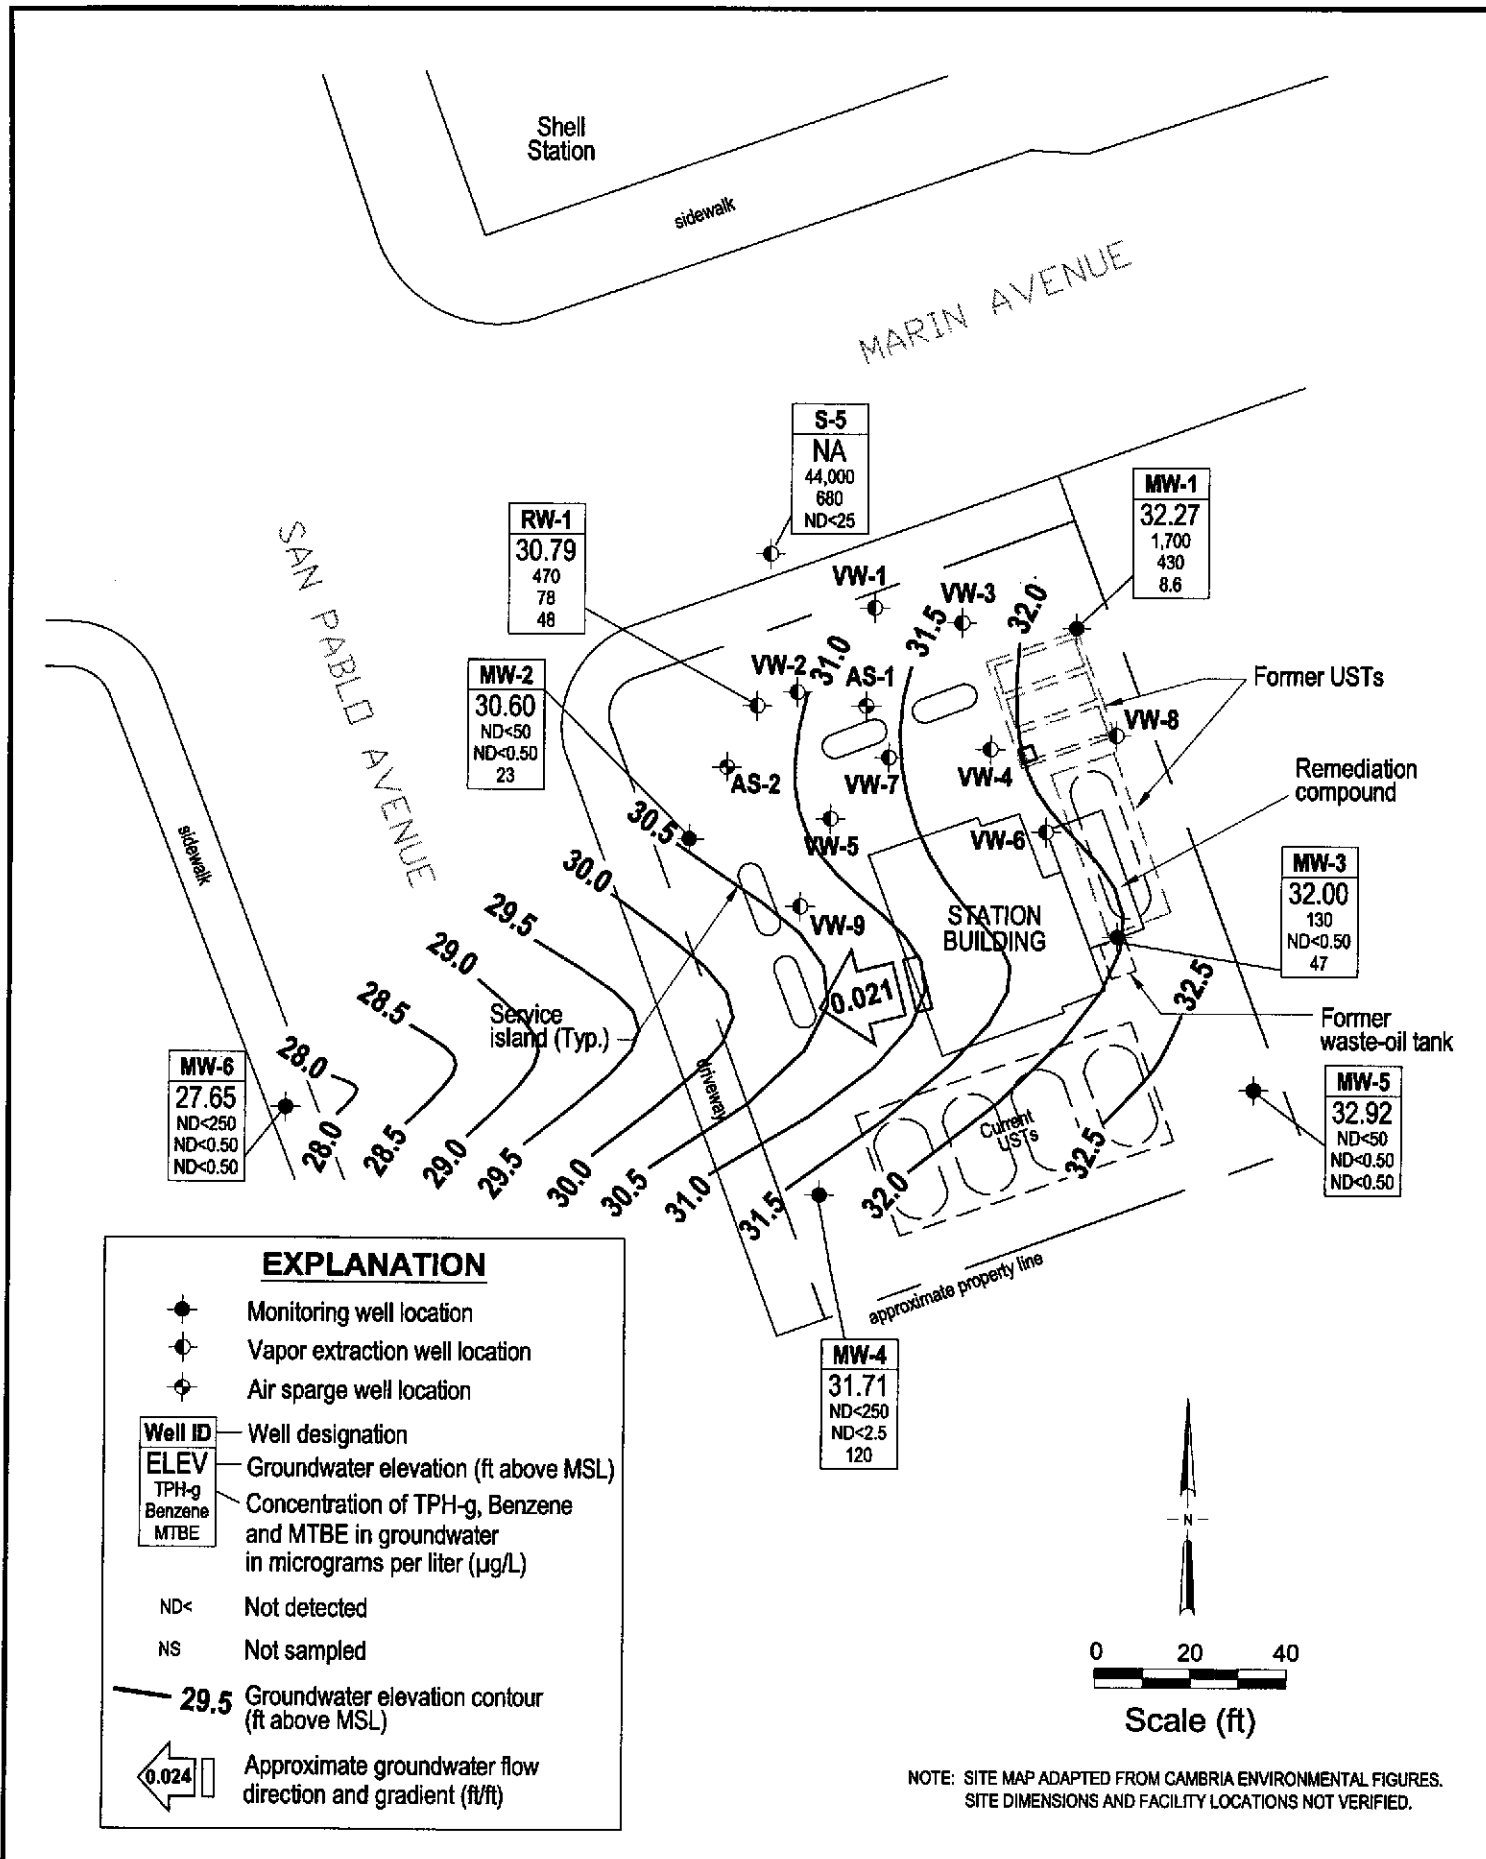 Shell
Station
sidewalk
MARIN AVENUE
S-5
NA
44,000
680
ND<25
MW-1
32.27
1,700
430
8.6
RW-1
30.79
470
78
48
SAN PABLO AVENUE
VW-1
VW-3
32.0
31.5
31.0
VW-2
AS-1
MW-2
30.60
ND<50
ND<0.50
23
Former USTs
VW-8
AS-2
VW-7
VW-4
Remediation
compound
30.5
VW-5
VW-6
sidewalk
30.0
MW-3
32.00
130
ND<0.50
47
29.5
VW-9
STATION
BUILDING
29.0
0.021
32.5
28.5
Service
island (Typ.)
Former
waste-oil tank
28.0
MW-6
27.65
ND<250
ND<0.50
ND<0.50
driveway
MW-5
32.92
ND<50
ND<0.50
ND<0.50
Current
USTs
28.0
28.5
29.0
29.5
30.0
30.5
31.0
31.5
32.0
32.5
approximate property line
MW-4
31.71
ND<250
ND<2.5
120
EXPLANATION
Monitoring well location
Vapor extraction well location
Air sparge well location
Well ID
Well designation
ELEV
Groundwater elevation (ft above MSL)
TPH-g
Benzene
MTBE
Concentration of TPH-g, Benzene
and MTBE in groundwater
in micrograms per liter (µg/L)
ND<
Not detected
NS
Not sampled
29.5
Groundwater elevation contour
(ft above MSL)
0.024
Approximate groundwater flow
direction and gradient (ft/ft)
N
0 20 40
Scale (ft)
NOTE: SITE MAP ADAPTED FROM CAMBRIA ENVIRONMENTAL FIGURES.
SITE DIMENSIONS AND FACILITY LOCATIONS NOT VERIFIED.